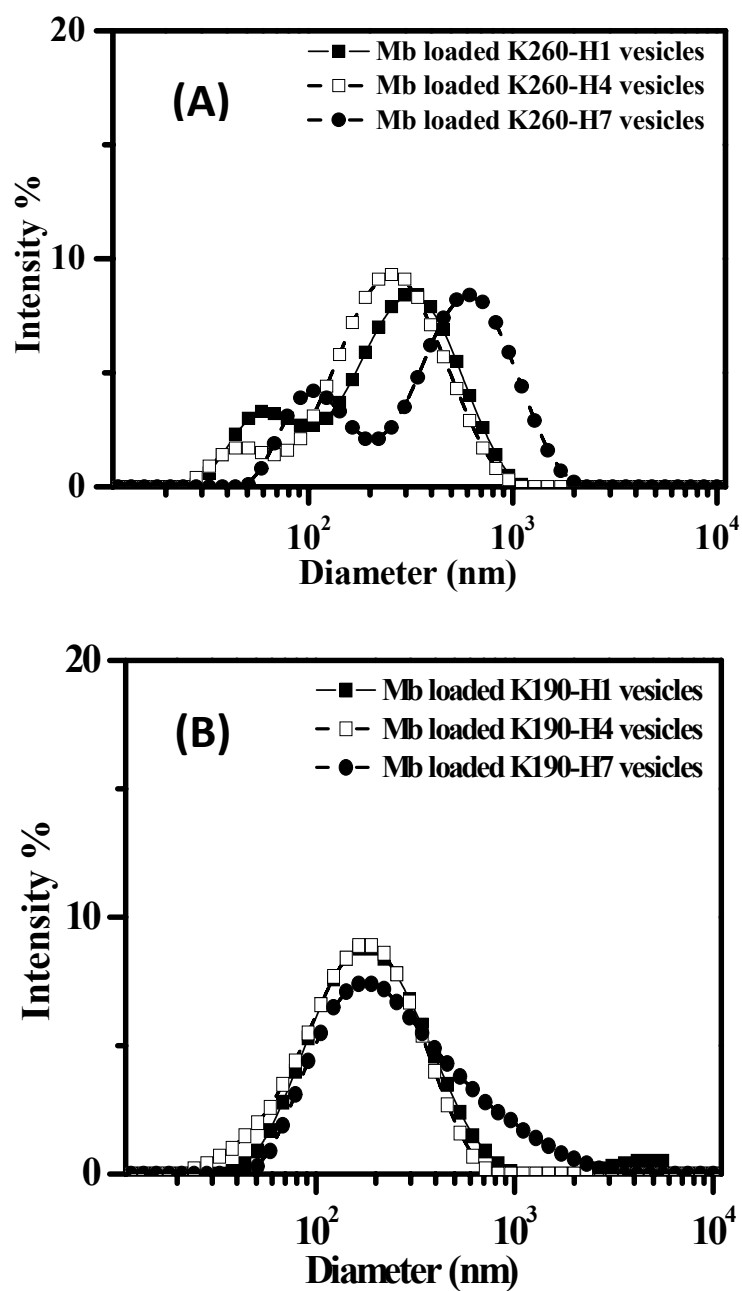 20
Mb loaded K260-H1 vesicles
(A)
Mb loaded K260-H4 vesicles
Mb loaded K260-H7 vesicles
Intensity %
10
0
10² 10³ 10⁴
Diameter (nm)
20
Mb loaded K190-H1 vesicles
(B)
Mb loaded K190-H4 vesicles
Mb loaded K190-H7 vesicles
Intensity %
10
0
10² 10³ 10⁴
Diameter (nm)